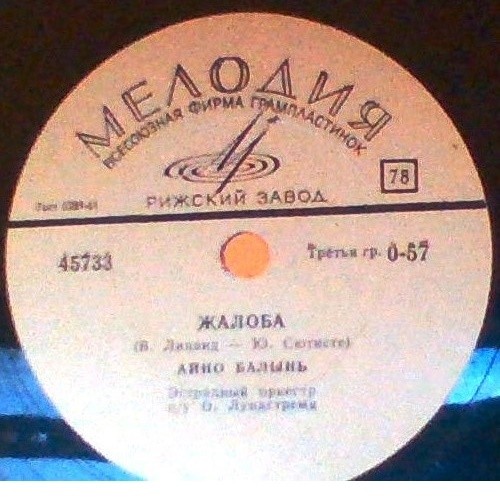 МЕЛОДИЯ
ВСЕСОЮЗНАЯ ФИРМА ГРАМПЛАСТИНОК
78
РИЖСКИЙ ЗАВОД
45733
Третья гр. 0-57
ЖАЛОБА
АЙНО БАЛЫНЬ
Эстрадный оркестр
п/у О. Лундстрема